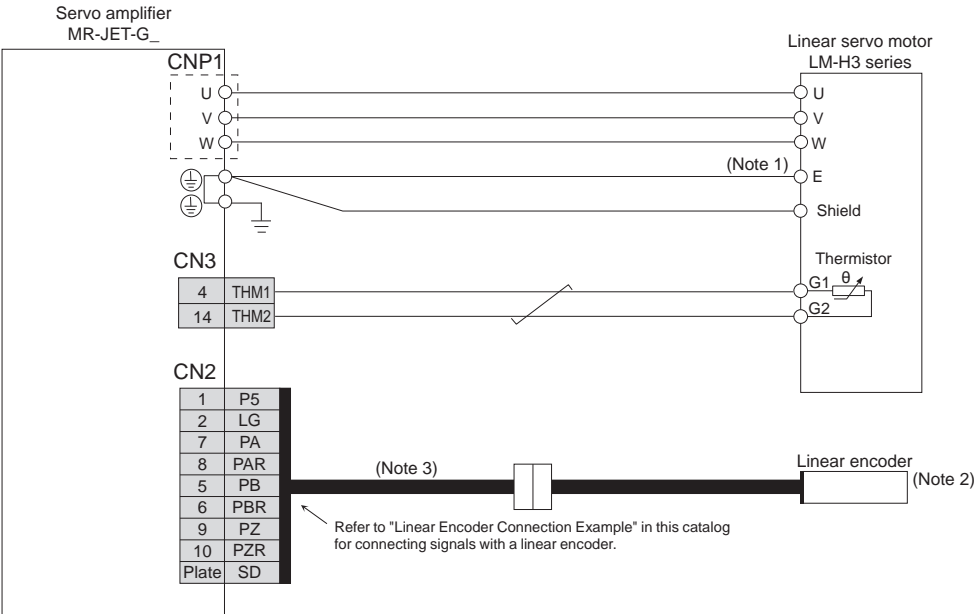 Servo amplifier
MR-JET-G_
Linear servo motor
LM-H3 series
CNP1
U
U
V
V
W
W
(Note 1)
E
Shield
Thermistor
CN3
G1
θ
4 THM1
14 THM2
G2
CN2
1 P5
2 LG
7 PA
8 PAR
5 PB
6 PBR
9 PZ
10 PZR
Plate SD
(Note 3)
Linear encoder
(Note 2)
Refer to "Linear Encoder Connection Example" in this catalog
for connecting signals with a linear encoder.